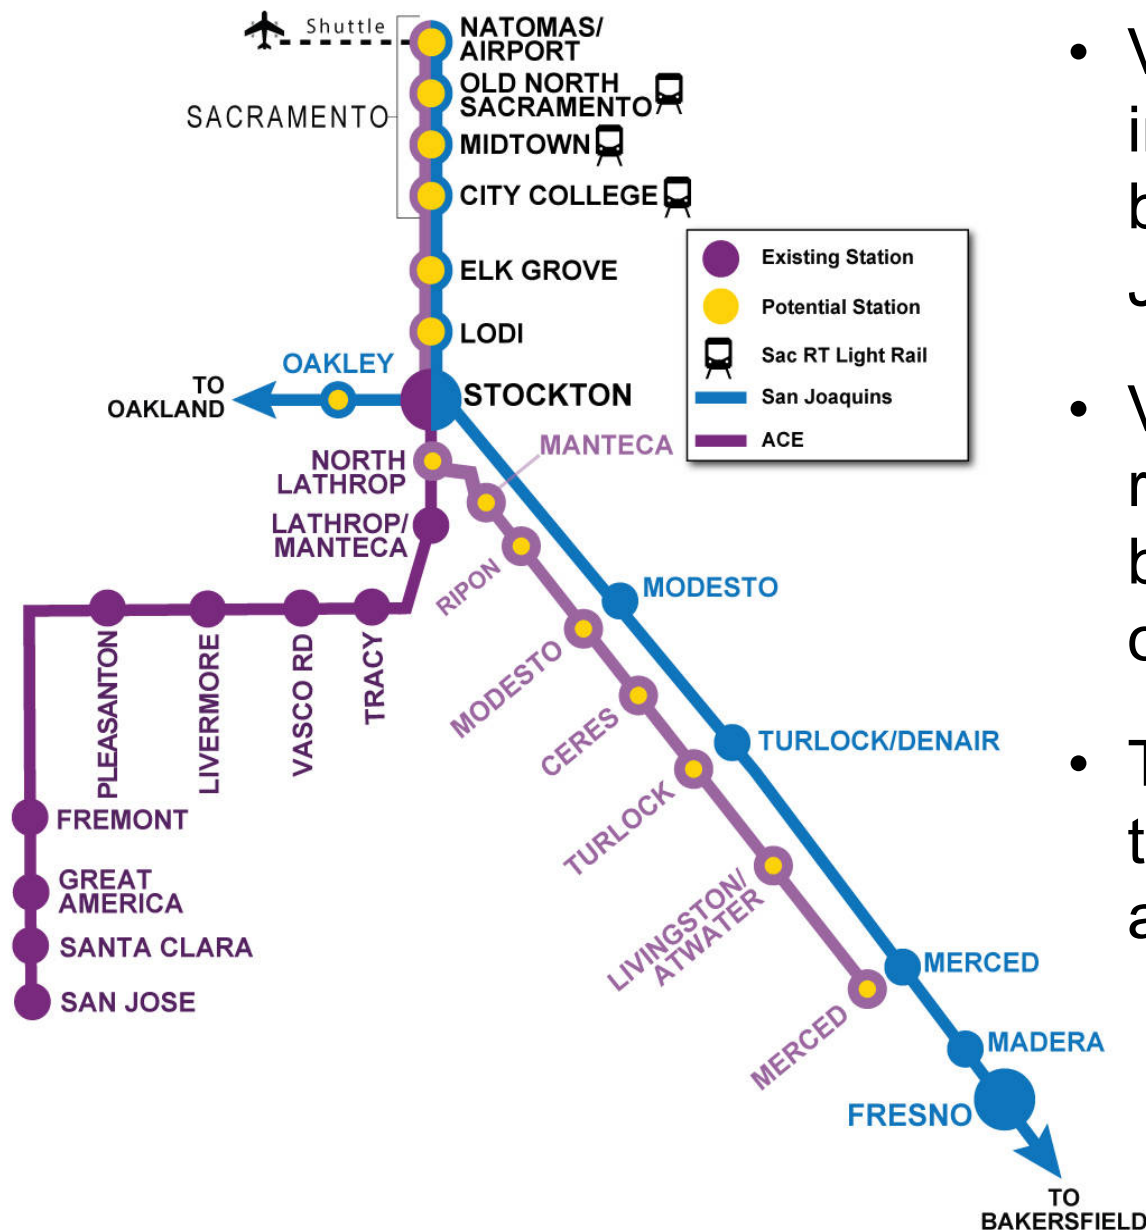 Shuttle
NATOMAS/
AIRPORT
OLD NORTH
SACRAMENTO
SACRAMENTO
MIDTOWN
CITY COLLEGE
ELK GROVE
LODI
Existing Station
Potential Station
Sac RT Light Rail
San Joaquins
ACE
OAKLEY
TO
OAKLAND
STOCKTON
MANTECA
NORTH
LATHROP
LATHROP/
MANTECA
RIPON
MODESTO
MODESTO
PLEASANTON
LIVERMORE
VASCO RD
TRACY
CERES
TURLOCK/DENAIR
TURLOCK
FREMONT
GREAT
AMERICA
SANTA CLARA
SAN JOSE
LIVINGSTON/
ATWATER
MERCED
MERCED
MADERA
FRESNO
TO
BAKERSFIELD